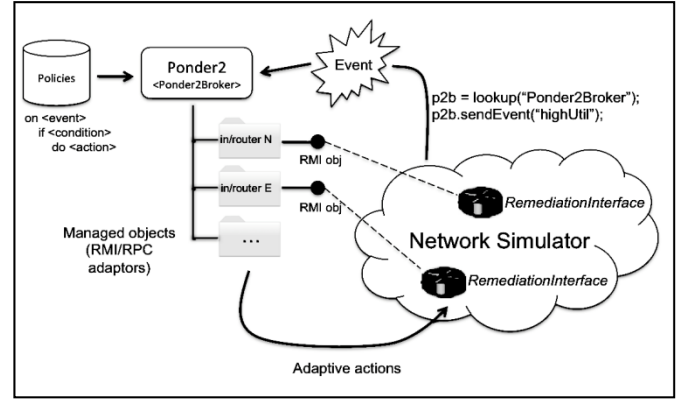 Policies
on <event>
if <condition>
do <action>
Ponder2
<Ponder2Broker>
Event
p2b = lookup(“Ponder2Broker”);
p2b.sendEvent(“highUtil”);
in/router N
RMI obj
in/router E
RMI obj
...
Managed objects
(RMI/RPC
adaptors)
RemediationInterface
Network Simulator
RemediationInterface
Adaptive actions